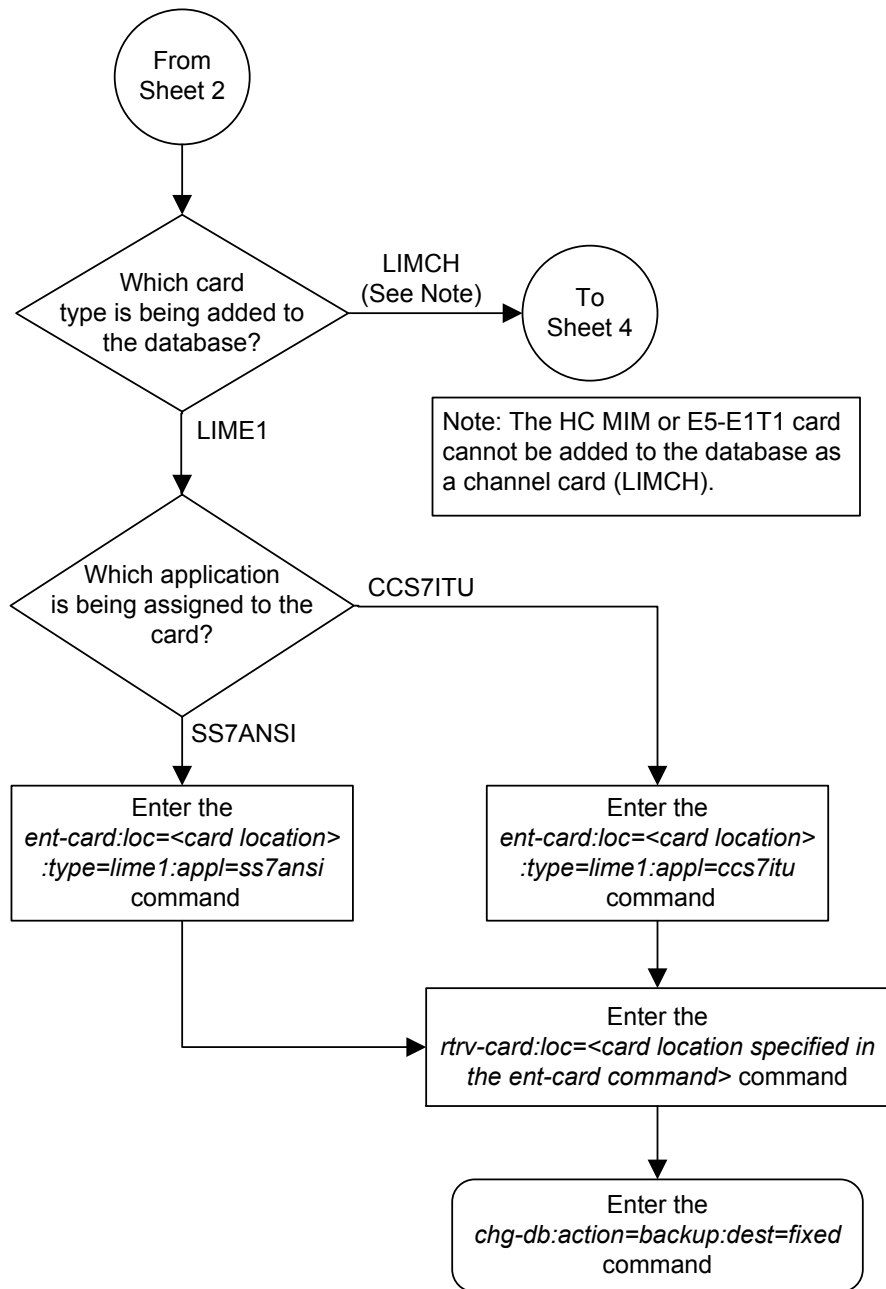 From
Sheet 2
Which card
type is being added to
the database?
LIMCH
(See Note)
To
Sheet 4
LIME1
Note: The HC MIM or E5-E1T1 card
cannot be added to the database as
a channel card (LIMCH).
Which application
is being assigned to the
card?
CCS7ITU
SS7ANSI
Enter the
ent-card:loc=<card location>
:type=lime1:appl=ss7ansi
command
Enter the
ent-card:loc=<card location>
:type=lime1:appl=ccs7itu
command
Enter the
rtrv-card:loc=<card location specified in
the ent-card command> command
Enter the
chg-db:action=backup:dest=fixed
command